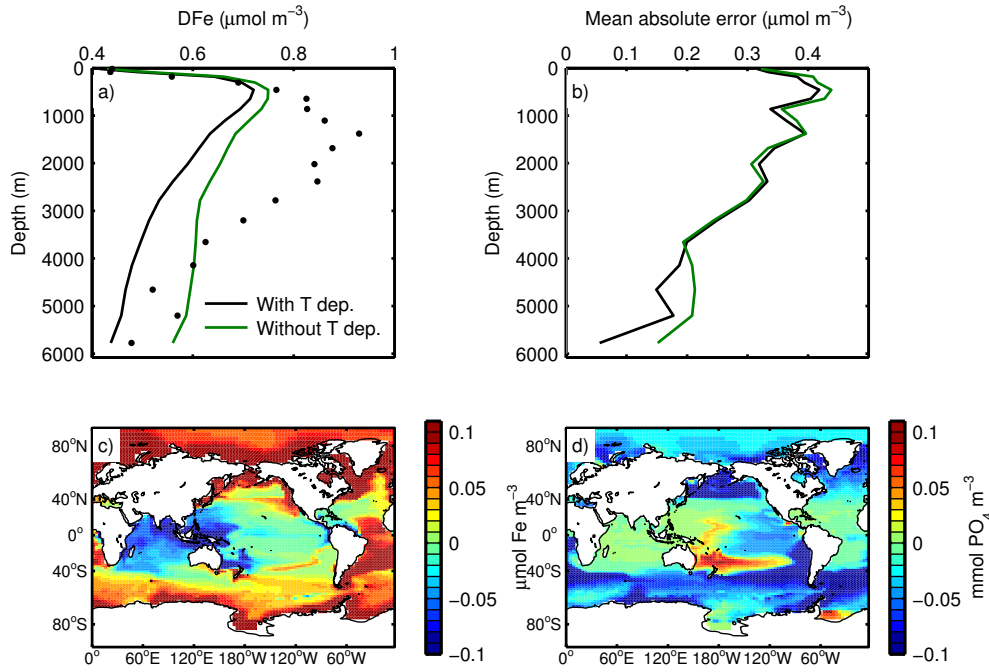 DFe (μmol m⁻³)
0.4 0.6 0.8 1
0
1000
2000
3000
4000
5000
6000
Depth (m)
a)
With T dep.
Without T dep.
Mean absolute error (μmol m⁻³)
0 0.1 0.2 0.3 0.4
0
1000
2000
3000
4000
5000
6000
Depth (m)
b)
c)
80°N
40°N
0°
40°S
80°S
0° 60°E 120°E 180°W 120°W 60°W
0.1
0.05
0
−0.05
−0.1
μmol Fe m⁻³
d)
80°N
40°N
0°
40°S
80°S
0° 60°E 120°E 180°W 120°W 60°W
0.1
0.05
0
−0.05
−0.1
mmol PO₄ m⁻³